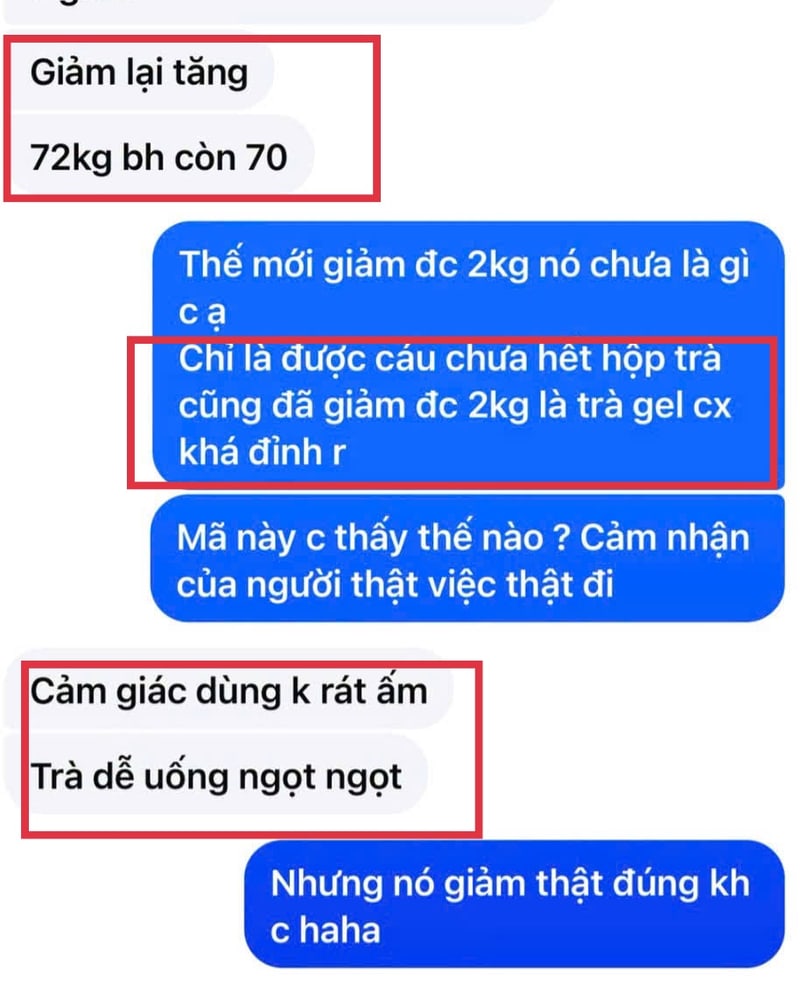 Giảm lại tăng
72kg bh còn 70
Thế mới giảm đc 2kg nó chưa là gì
c ạ
Chỉ là được cáu chưa hết hộp trà
cũng đã giảm đc 2kg là trà gel cx
khá đỉnh r
Mã này c thấy thế nào ? Cảm nhận
của người thật việc thật đi
Cảm giác dùng k rát ấm
Trà dễ uống ngọt ngọt
Nhưng nó giảm thật đúng kh
c haha